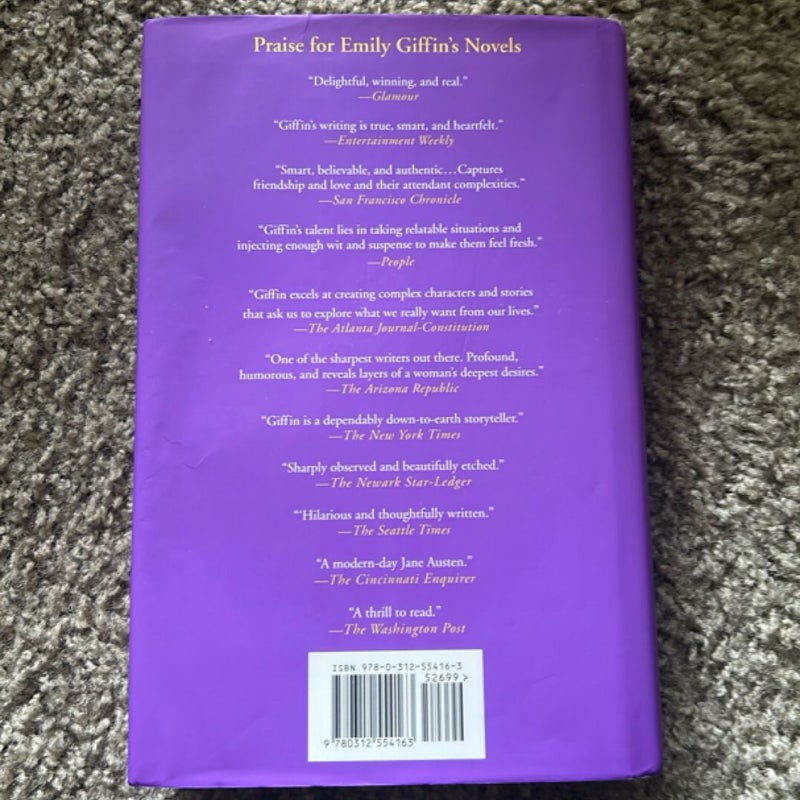 Praise for Emily Giffin's Novels
“Delightful, winning, and real.”
—Glamour
“Giffin's writing is true, smart, and heartfelt.”
—Entertainment Weekly
“Smart, believable, and authentic…Captures
friendship and love and their attendant complexities.”
—San Francisco Chronicle
“Giffin's talent lies in taking relatable situations and
injecting enough wit and suspense to make them feel fresh.”
—People
“Giffin excels at creating complex characters and stories
that ask us to explore what we really want from our lives.”
—The Atlanta Journal-Constitution
“One of the sharpest writers out there. Profound,
humorous, and reveals layers of a woman's deepest desires.”
—The Arizona Republic
“Giffin is a dependably down-to-earth storyteller.”
—The New York Times
“Sharply observed and beautifully etched.”
—The Newark Star-Ledger
“‘Hilarious and thoughtfully written.”
—The Seattle Times
“A modern-day Jane Austen.”
—The Cincinnati Enquirer
“A thrill to read.”
—The Washington Post
ISBN 978-0-312-55416-3
52699>
9 780312 554163